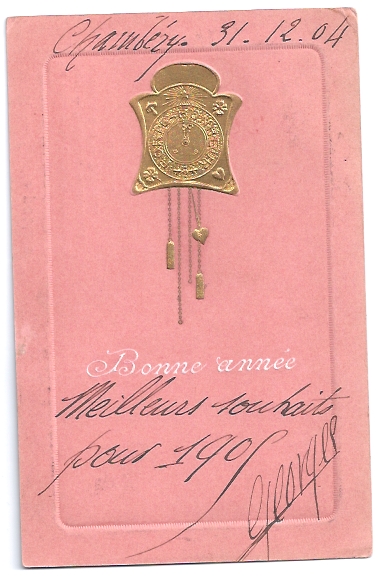 Chambéry. 31.12.04
Bonne année
Meilleurs souhaits
pour 1905
Georges